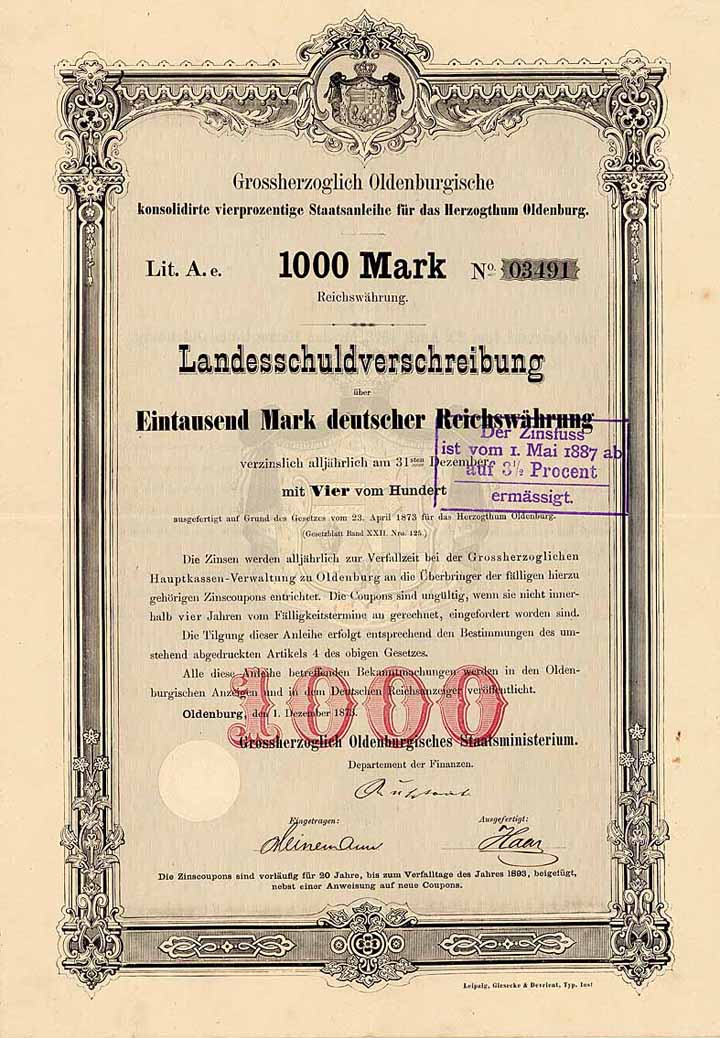 Grossherzoglich Oldenburgische
konsolidirte vierprozentige Staatsanleihe für das Herzogthum Oldenburg.
Lit. A. e. 1000 Mark No. 03491
Reichswährung.
Landesschuldverschreibung
über
Eintausend Mark deutscher Reichswährung
Der Zinsfuss
ist vom 1. Mai 1887 ab
auf 3 1/2 Procent
ermässigt.
verzinslich alljährlich am 31sten Dezember
mit Vier vom Hundert
ausgefertigt auf Grund des Gesetzes vom 23. April 1873 für das Herzogthum Oldenburg.
(Gesetzblatt Band XXII. Nro. 125.)
Die Zinsen werden alljährlich zur Verfallzeit bei der Grossherzoglichen
Hauptkassen-Verwaltung zu Oldenburg an die Überbringer der fälligen hierzu
gehörigen Zinscoupons entrichtet. Die Coupons sind ungültig, wenn sie nicht inner-
halb vier Jahren vom Fälligkeitstermine an gerechnet, eingefordert worden sind.
Die Tilgung dieser Anleihe erfolgt entsprechend den Bestimmungen des um-
stehend abgedruckten Artikels 4 des obigen Gesetzes.
Alle diese Anleihe betreffenden Bekanntmachungen werden in den Olden-
burgischen Anzeigen und in dem Deutschen Reichsanzeiger veröffentlicht.
1000
Oldenburg, den 1. Dezember 1873.
Grossherzoglich Oldenburgisches Staatsministerium.
Departement der Finanzen.
Eingetragen: Ausgefertigt:
Heinemann Haar
Die Zinscoupons sind vorläufig für 20 Jahre, bis zum Verfalltage des Jahres 1893, beigefügt,
nebst einer Anweisung auf neue Coupons.
Leipzig, Giesecke & Devrient, Typ. Inst